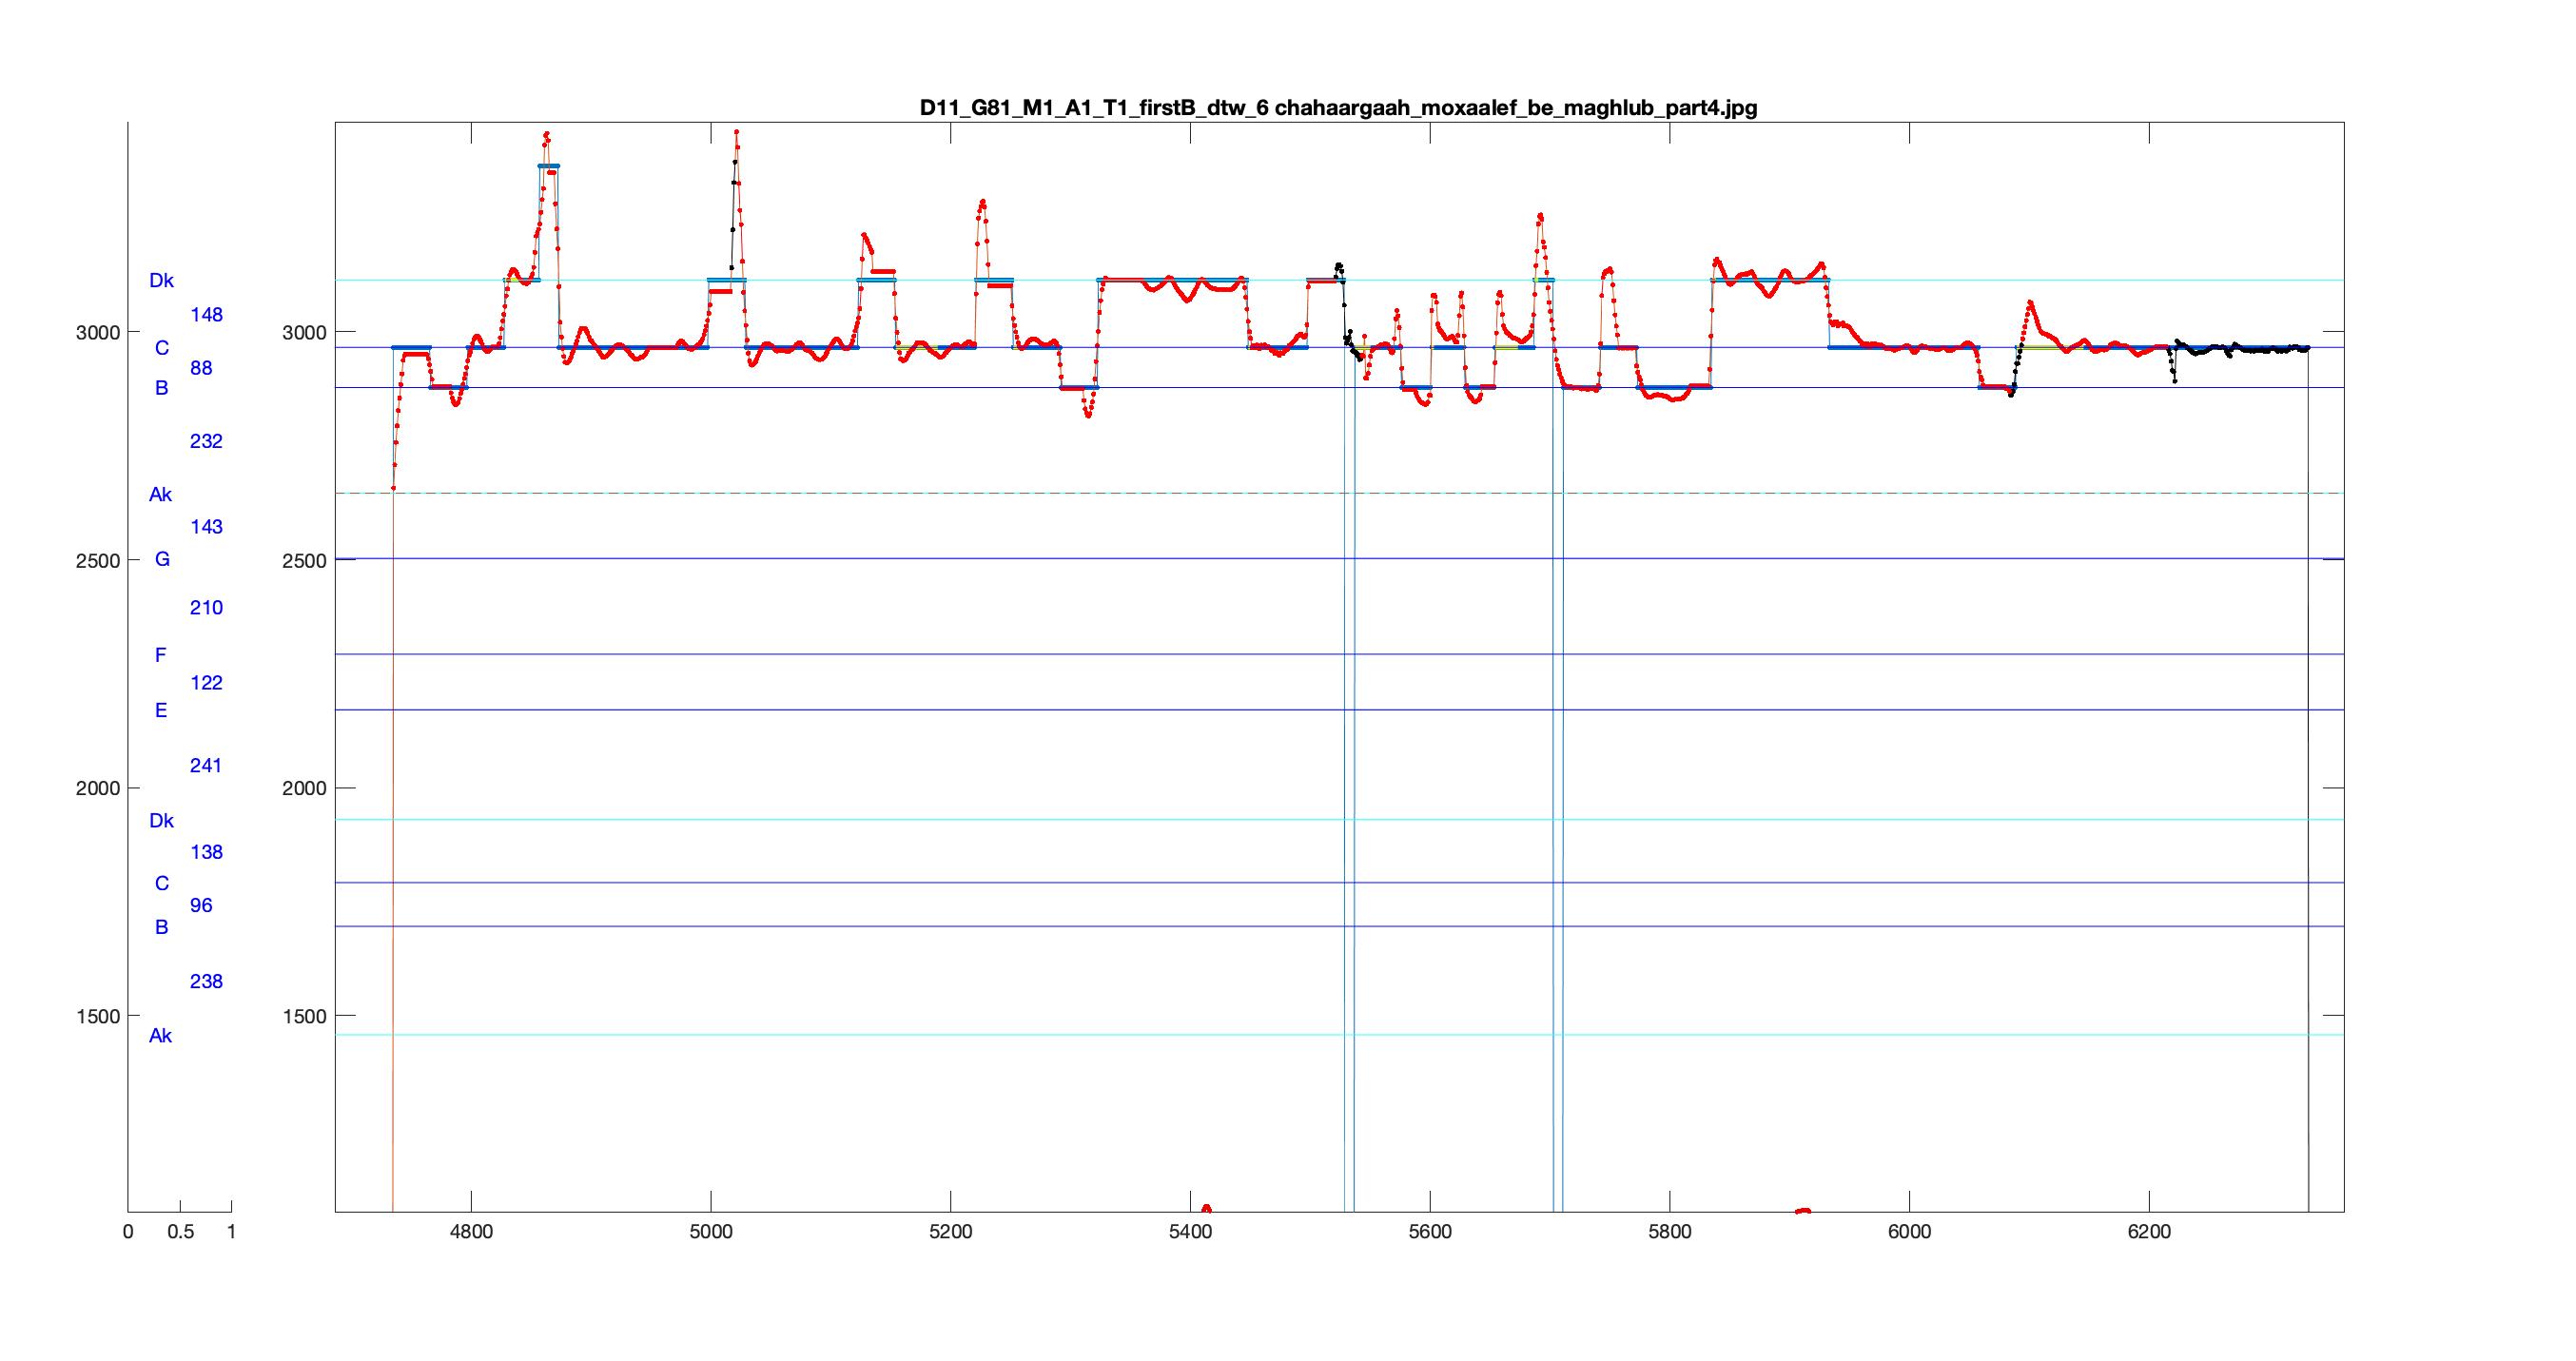 D11_G81_M1_A1_T1_firstB_dtw_6 chahaargaah_moxaalef_be_maghlub_part4.jpg
Dk
148
3000
3000
C
88
B
232
Ak
143
2500
G
2500
210
F
122
E
241
2000
2000
Dk
138
C
96
B
238
1500
1500
Ak
0 0.5 1 4800 5000 5200 5400 5600 5800 6000 6200